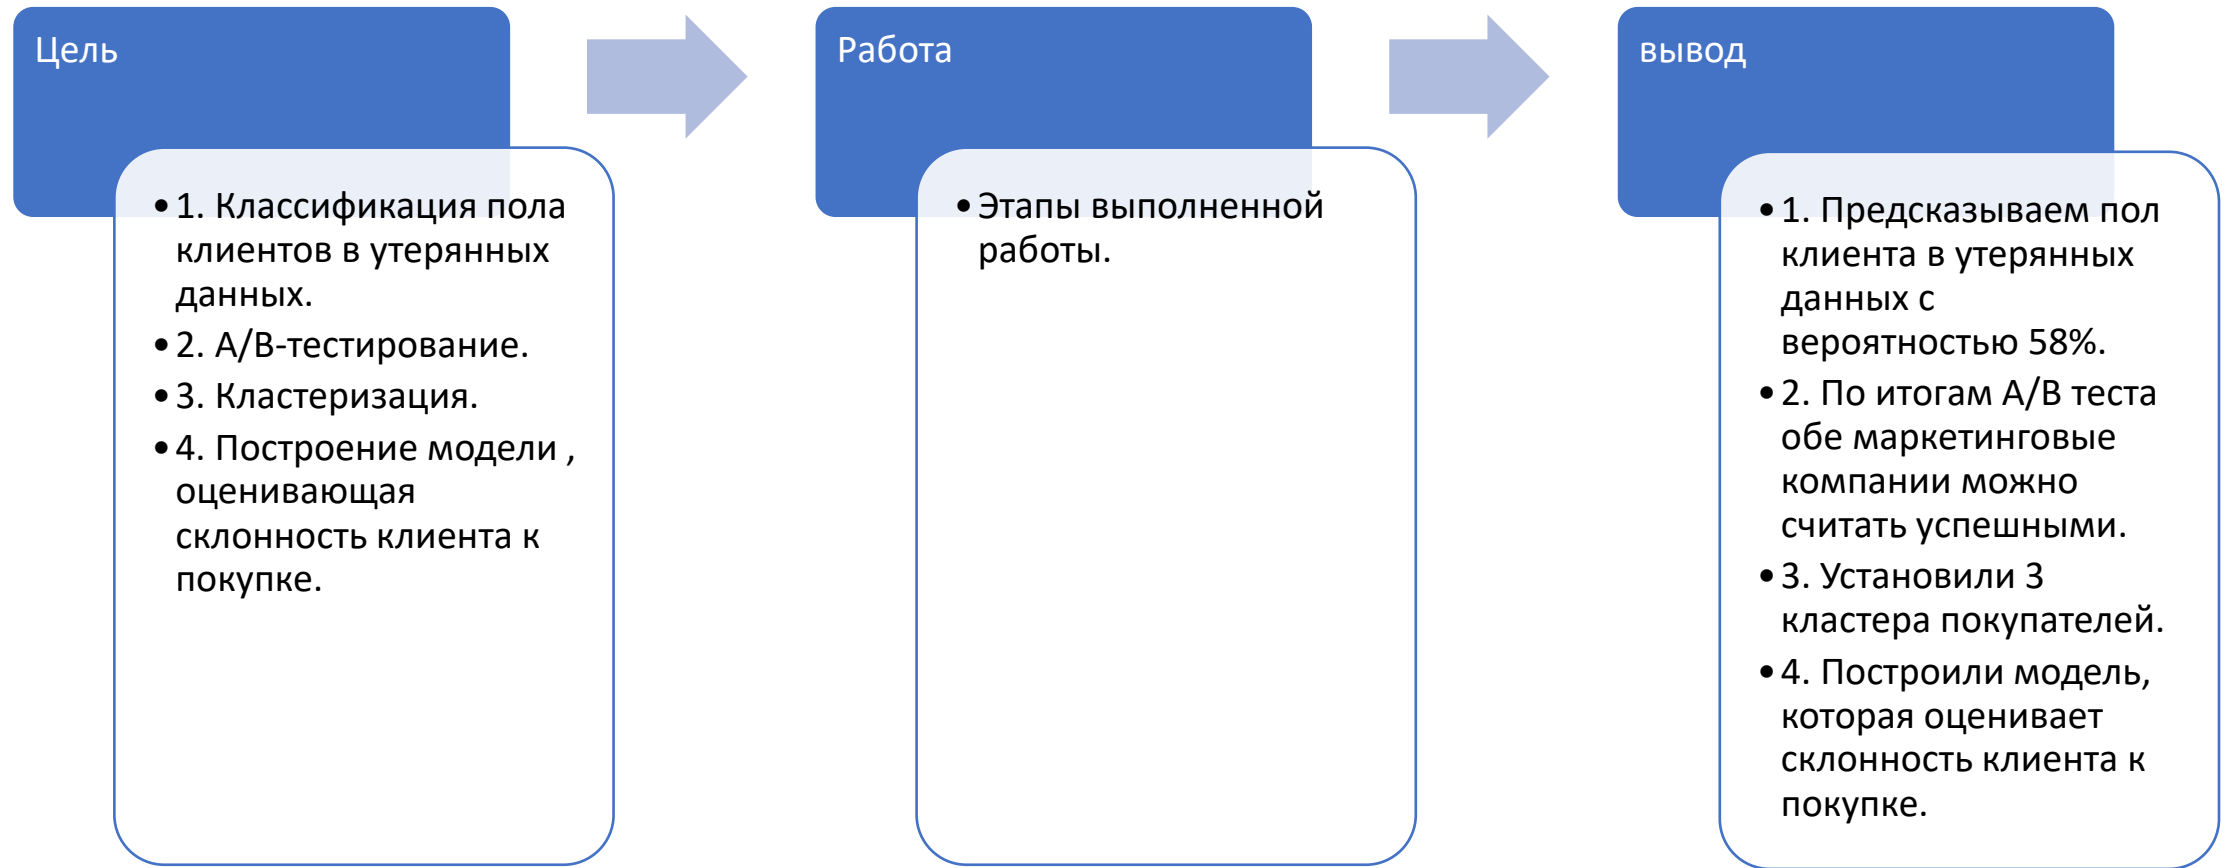 Цель
•1. Классификация пола
клиентов в утерянных
данных.
•2. А/В-тестирование.
•3. Кластеризация.
•4. Построение модели ,
оценивающая
склонность клиента к
покупке.
Работа
•Этапы выполненной
работы.
вывод
•1. Предсказываем пол
клиента в утерянных
данных с
вероятностью 58%.
•2. По итогам А/В теста
обе маркетинговые
компании можно
считать успешными.
•3. Установили 3
кластера покупателей.
•4. Построили модель,
которая оценивает
склонность клиента к
покупке.